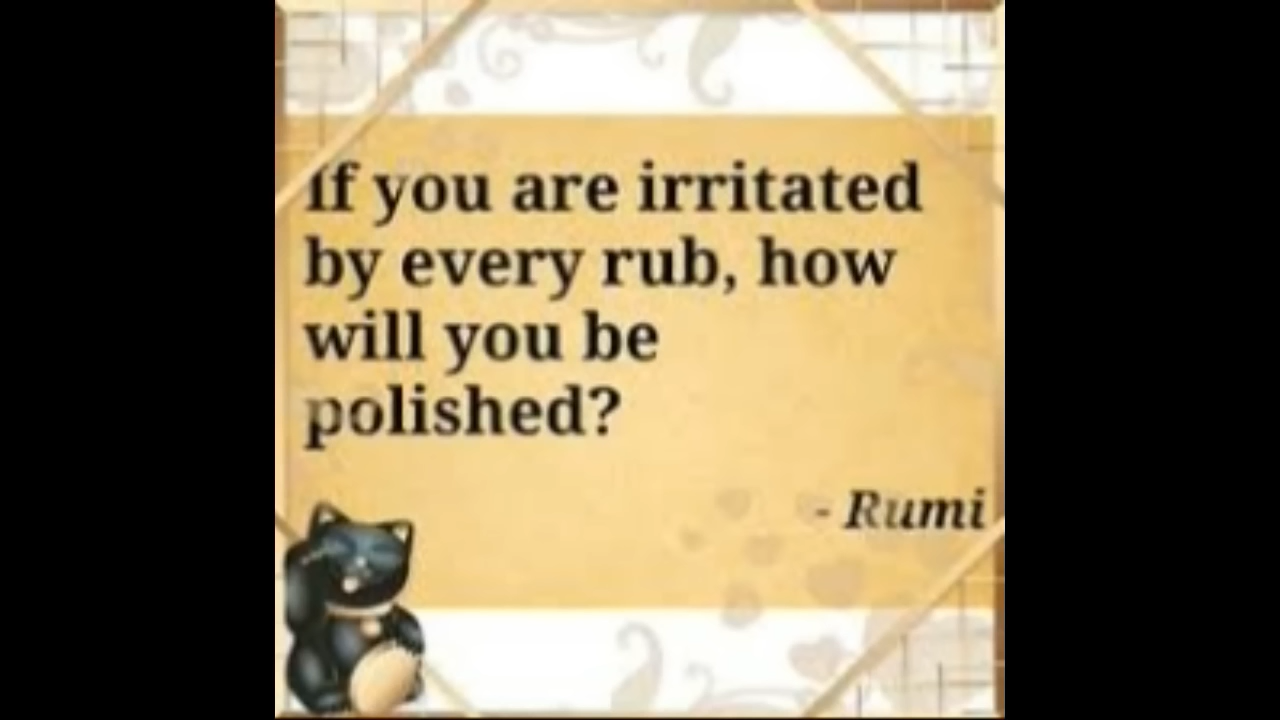 If you are irritated
by every rub, how
will you be
polished?
- Rumi